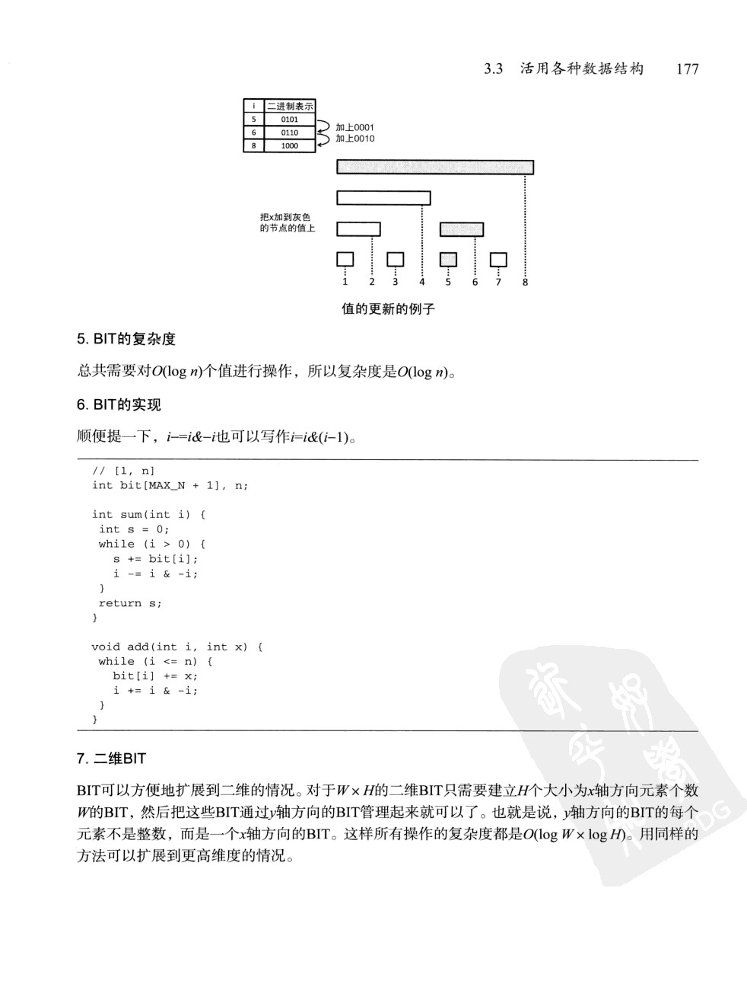 3.3 活用各种数据结构 177
i 二进制表示
5 0101
6 0110
8 1000
加上0001
加上0010
把x加到灰色
的节点的值上
1 2 3 4 5 6 7 8
值的更新的例子
5. BIT的复杂度
总共需要对O(log n)个值进行操作，所以复杂度是O(log n)。
6. BIT的实现
顺便提一下，i-=i&-i也可以写作i=i&(i-1)。
// [1, n]
int bit[MAX_N + 1], n;
int sum(int i) {
int s = 0;
while (i > 0) {
s += bit[i];
i -= i & -i;
}
return s;
}
void add(int i, int x) {
while (i <= n) {
bit[i] += x;
i += i & -i;
}
}
7. 二维BIT
BIT可以方便地扩展到二维的情况。对于W × H的二维BIT只需要建立H个大小为x轴方向元素个数
W的BIT，然后把这些BIT通过y轴方向的BIT管理起来就可以了。也就是说，y轴方向的BIT的每个
元素不是整数，而是一个x轴方向的BIT。这样所有操作的复杂度都是O(log W × log H)。用同样的
方法可以扩展到更高维度的情况。